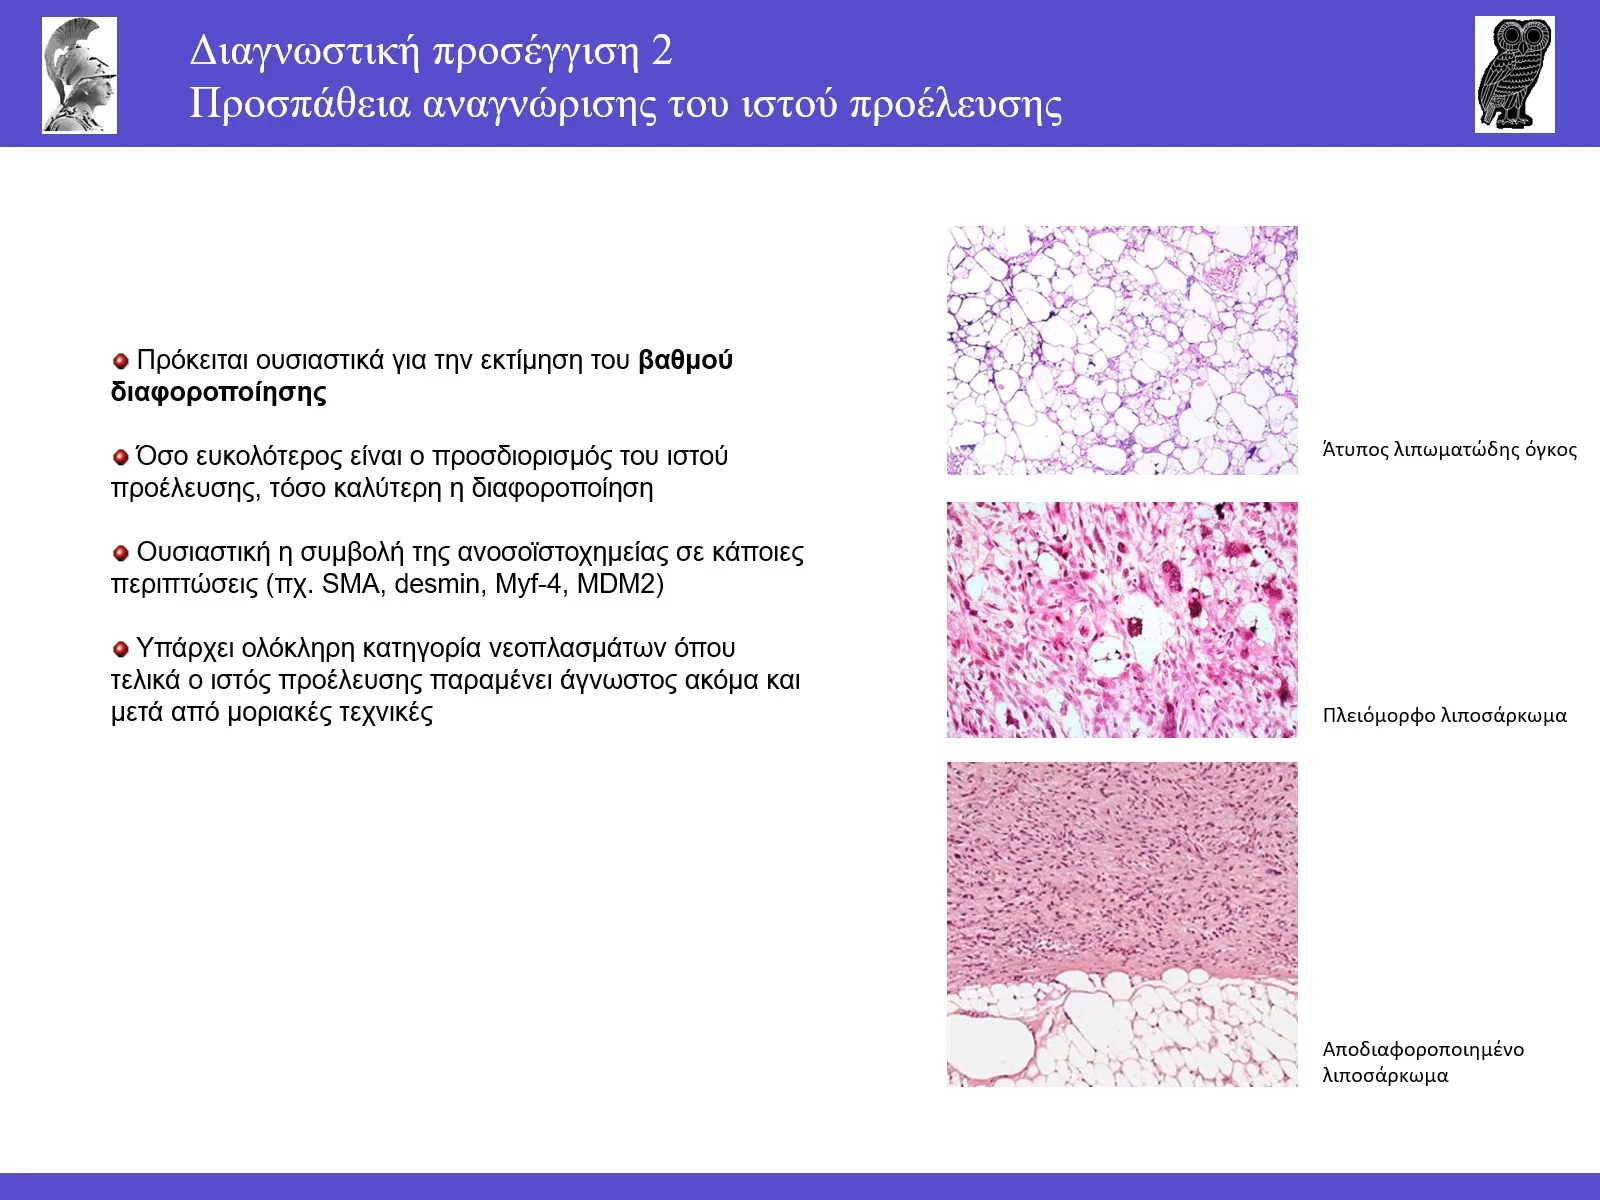 Διαγνωστική προσέγγιση 2
Προσπάθεια αναγνώρισης του ιστού προέλευσης
Πρόκειται ουσιαστικά για την εκτίμηση του βαθμού
διαφοροποίησης
Όσο ευκολότερος είναι ο προσδιορισμός του ιστού
προέλευσης, τόσο καλύτερη η διαφοροποίηση
Ουσιαστική η συμβολή της ανοσοϊστοχημείας σε κάποιες
περιπτώσεις (πχ. SMA, desmin, Myf-4, MDM2)
Υπάρχει ολόκληρη κατηγορία νεοπλασμάτων όπου
τελικά ο ιστός προέλευσης παραμένει άγνωστος ακόμα και
μετά από μοριακές τεχνικές
Άτυπος λιπωματώδης όγκος
Πλειόμορφο λιποσάρκωμα
Αποδιαφοροποιημένο
λιποσάρκωμα